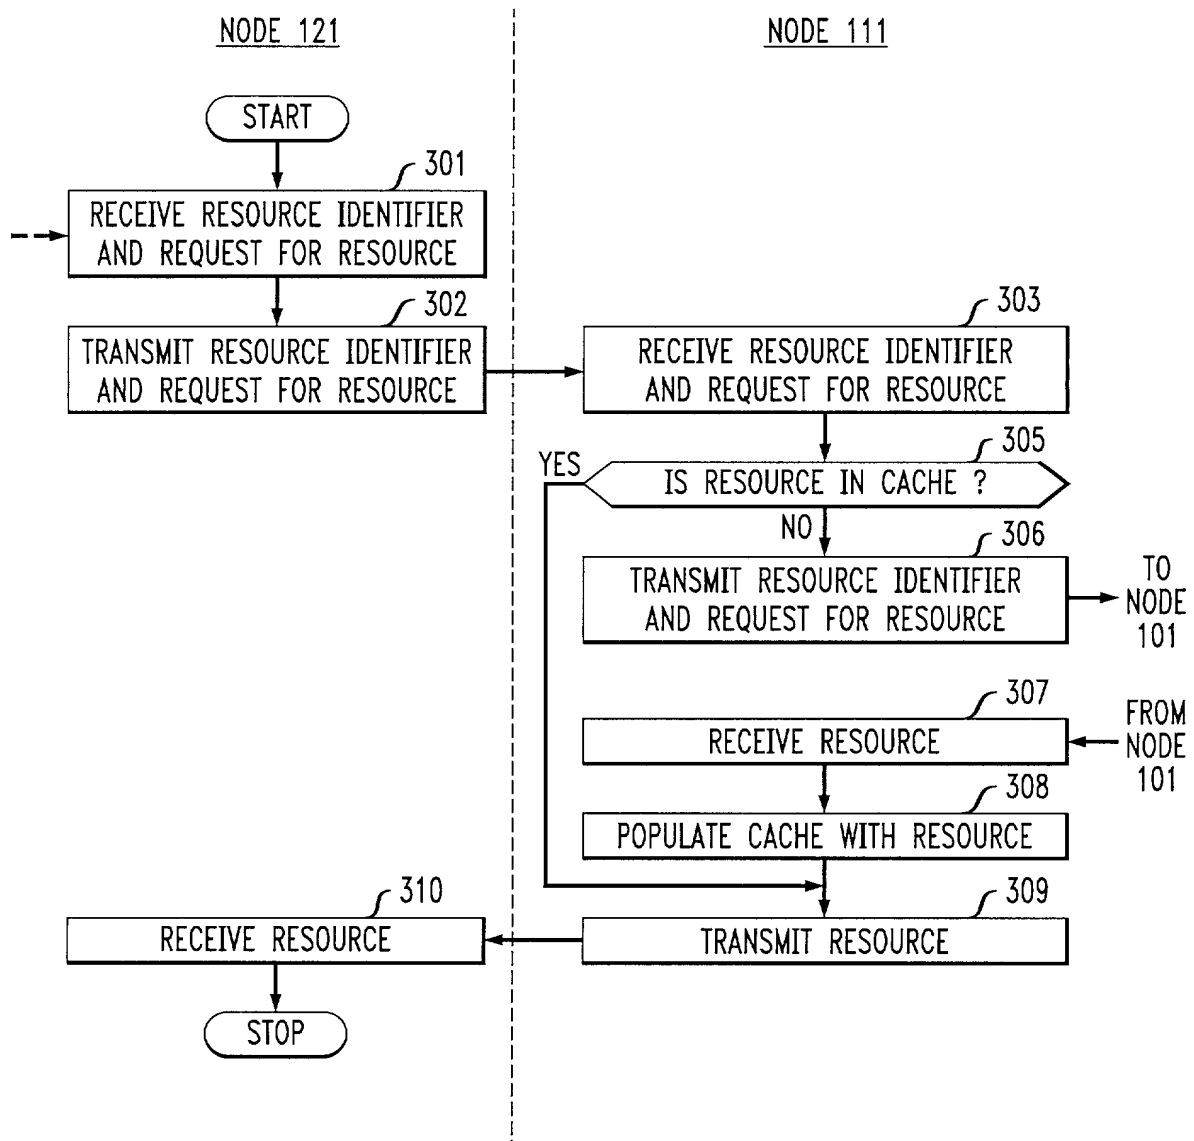 NODE 121
NODE 111
START
301
RECEIVE RESOURCE IDENTIFIER
AND REQUEST FOR RESOURCE
302
TRANSMIT RESOURCE IDENTIFIER
AND REQUEST FOR RESOURCE
303
RECEIVE RESOURCE IDENTIFIER
AND REQUEST FOR RESOURCE
305
YES
IS RESOURCE IN CACHE ?
NO
306
TRANSMIT RESOURCE IDENTIFIER
AND REQUEST FOR RESOURCE
TO
NODE
101
307
RECEIVE RESOURCE
FROM
NODE
101
308
POPULATE CACHE WITH RESOURCE
309
TRANSMIT RESOURCE
310
RECEIVE RESOURCE
STOP